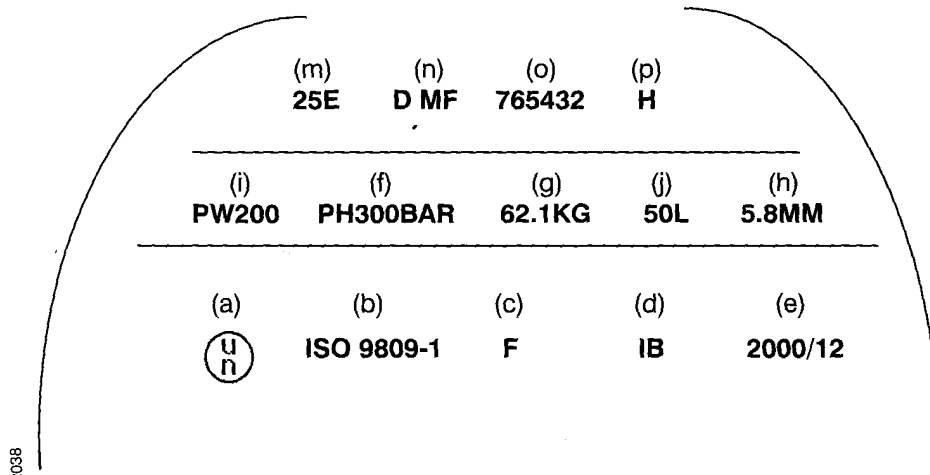 (m) (n) (o) (p)
25E D MF 765432 H
(i) (f) (g) (j) (h)
PW200 PH300BAR 62.1KG 50L 5.8MM
(a) (b) (c) (d) (e)
u
n
ISO 9809-1 F IB 2000/12